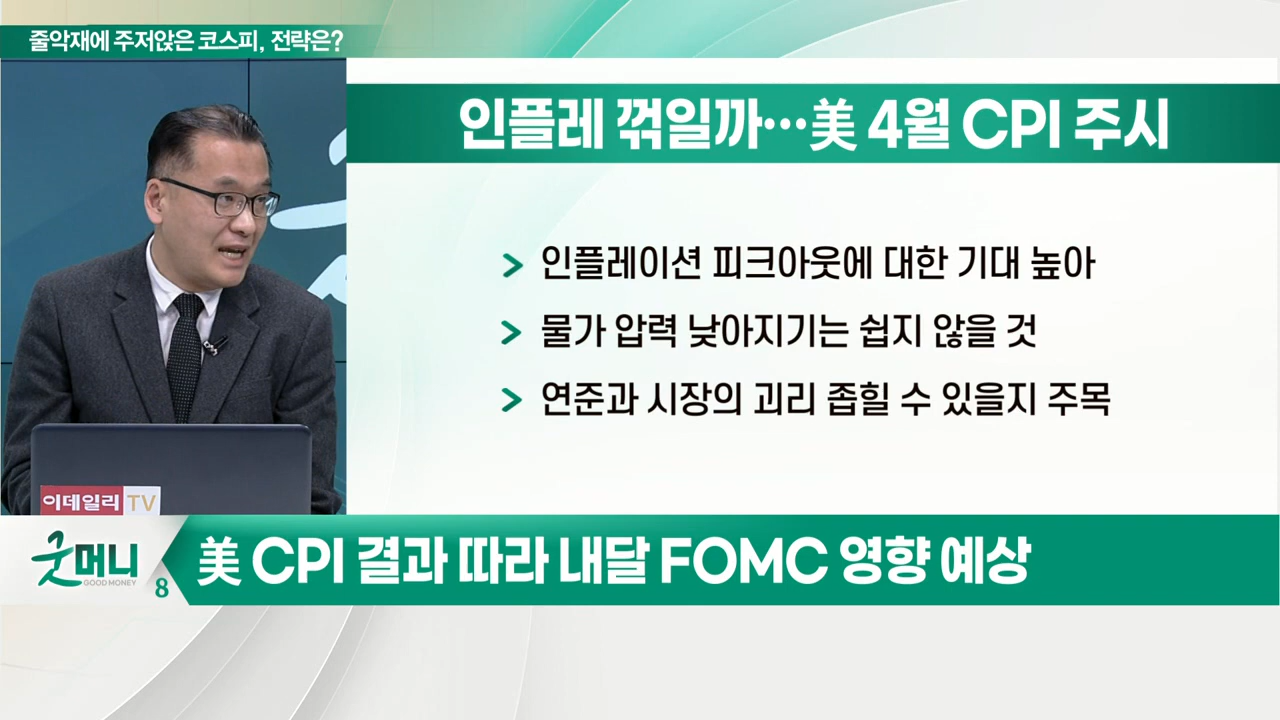 줄악재에 주저앉은 코스피, 전략은?
인플레 꺾일까…美 4월 CPI 주시
> 인플레이션 피크아웃에 대한 기대 높아
> 물가 압력 낮아지기는 쉽지 않을 것
> 연준과 시장의 괴리 좁힐 수 있을지 주목
이데일리 TV
굿머니
GOOD MONEY
8
美 CPI 결과 따라 내달 FOMC 영향 예상